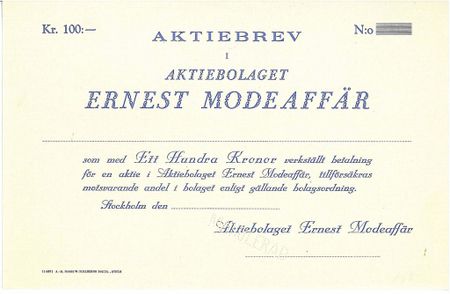 Kr. 100:—
N:o
AKTIEBREV
I
AKTIEBOLAGET
ERNEST MODEAFFÄR
som med Ett Hundra Kronor verkställt betalning
för en aktie i Aktiebolaget Ernest Modeaffär, tillförsäkras
motsvarande andel i bolaget enligt gällande bolagsordning.
Stockholm den
Aktiebolaget Ernest Modeaffär